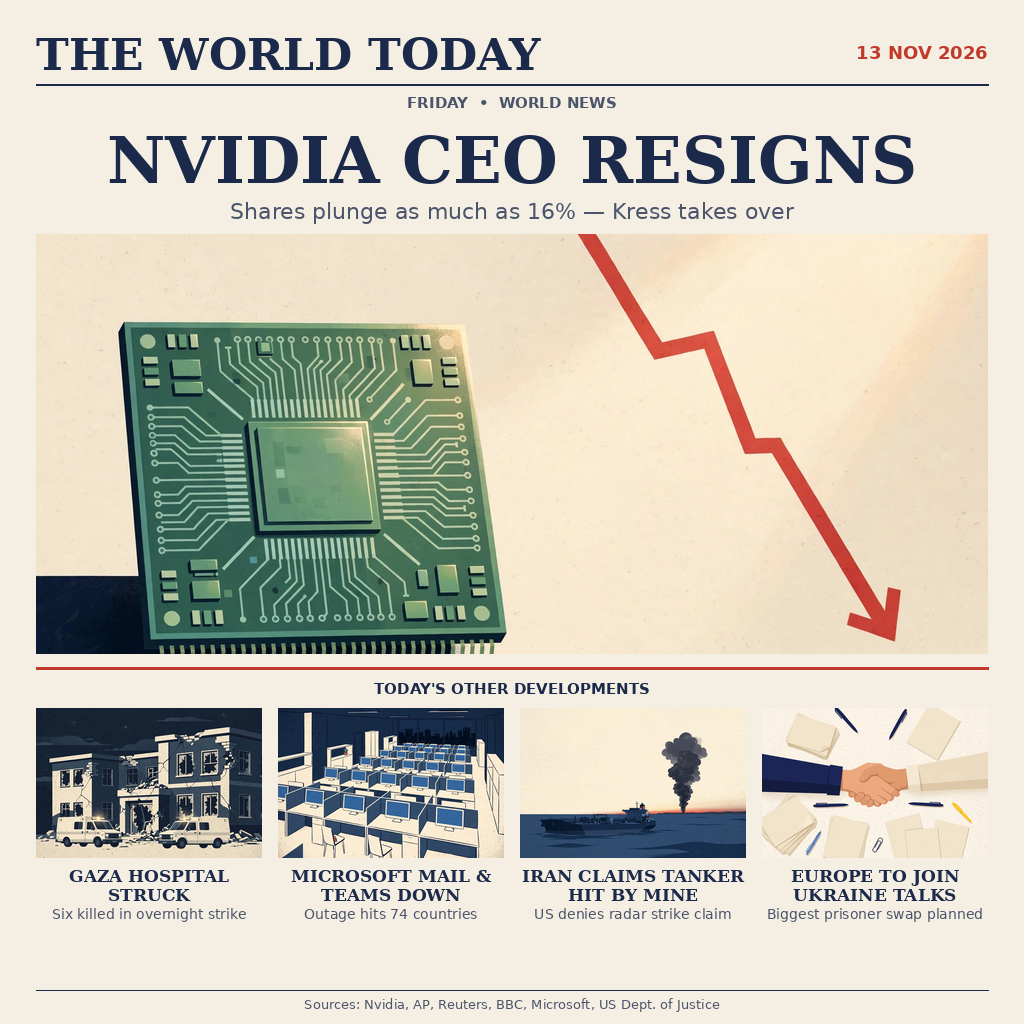 THE WORLD TODAY
13 NOV 2026
FRIDAY • WORLD NEWS
NVIDIA CEO RESIGNS
Shares plunge as much as 16% — Kress takes over
TODAY'S OTHER DEVELOPMENTS
GAZA HOSPITAL
STRUCK
Six killed in overnight strike
MICROSOFT MAIL &
TEAMS DOWN
Outage hits 74 countries
IRAN CLAIMS TANKER
HIT BY MINE
US denies radar strike claim
EUROPE TO JOIN
UKRAINE TALKS
Biggest prisoner swap planned
Sources: Nvidia, AP, Reuters, BBC, Microsoft, US Dept. of Justice